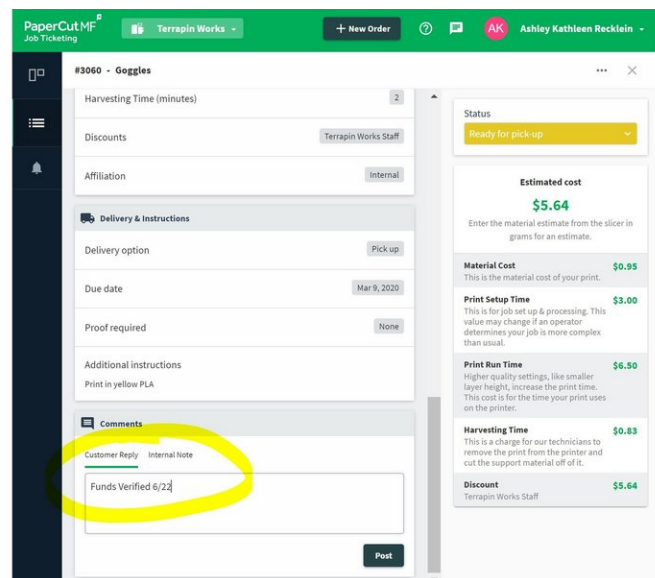 PaperCut MF
Job Ticketing
Terrapin Works
+ New Order
?
AK
Ashley Kathleen Recklein
#3060 - Goggles
Harvesting Time (minutes)
2
Discounts
Terrapin Works Staff
Affiliation
Internal
Delivery & Instructions
Delivery option
Pick up
Due date
Mar 9, 2020
Proof required
None
Additional instructions
Print in yellow PLA
Comments
Customer Reply Internal Note
Funds Verified 6/22
Post
Status
Ready for pick-up
Estimated cost
$5.64
Enter the material estimate from the slicer in
grams for an estimate.
Material Cost $0.95
This is the material cost of your print.
Print Setup Time $3.00
This is for job set up & processing. This
value may change if an operator
determines your job is more complex
than usual.
Print Run Time $6.50
Higher quality settings, like smaller
layer height, increase the print time.
This cost is for the time your print uses
on the printer.
Harvesting Time $0.83
This is a charge for our technicians to
remove the print from the printer and
cut the support material off of it.
Discount $5.64
Terrapin Works Staff